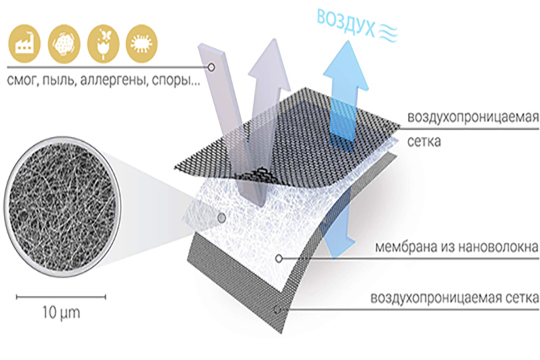 ВОЗДУХ
смог, пыль, аллергены, споры...
воздухопроницаемая
сетка
мембрана из нановолокна
воздухопроницаемая сетка
10 µm